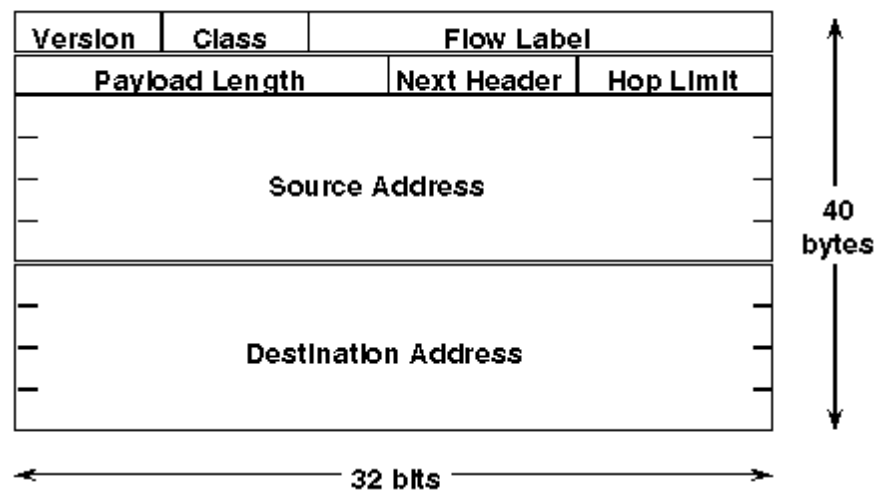 Version Class Flow Label
Payload Length Next Header Hop Limit
Source Address
40
bytes
Destination Address
32 bits